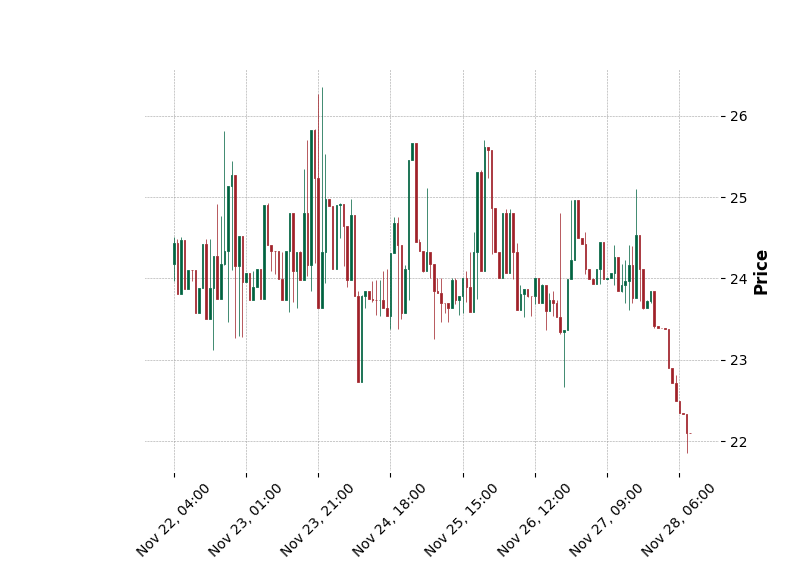 26
25
24
23
22
Price
Nov 22, 04:00
Nov 23, 01:00
Nov 23, 21:00
Nov 24, 18:00
Nov 25, 15:00
Nov 26, 12:00
Nov 27, 09:00
Nov 28, 06:00